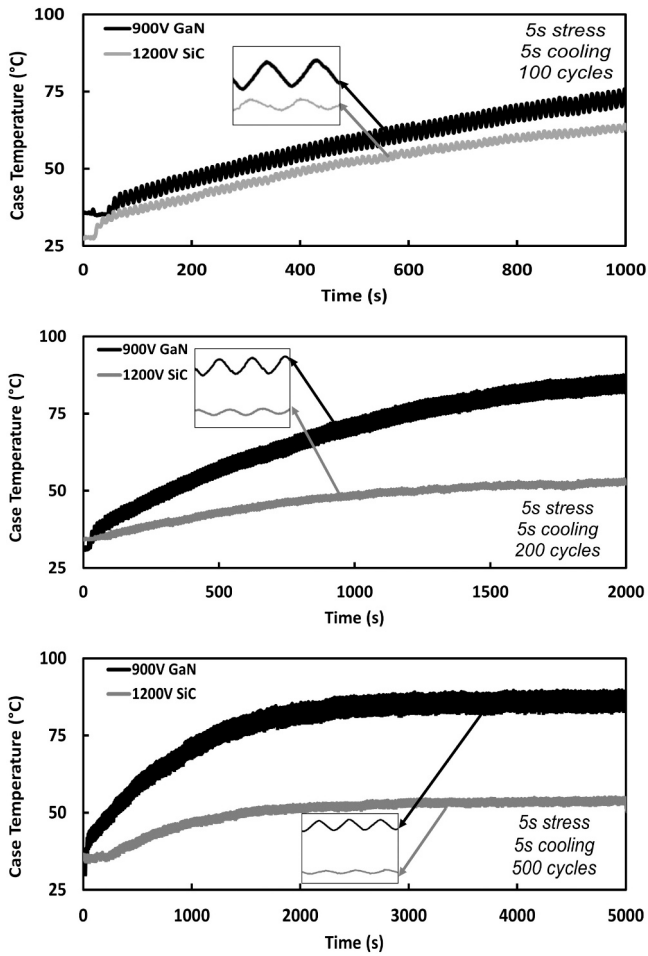 100
900V GaN
1200V SiC
5s stress
5s cooling
100 cycles
75
50
25
Case Temperature (°C)
0
200
400
600
800
1000
Time (s)
100
900V GaN
1200V SiC
75
50
25
Case Temperature (°C)
5s stress
5s cooling
200 cycles
0
500
1000
1500
2000
Time (s)
100
900V GaN
1200V SiC
75
50
25
Case Temperature (°C)
5s stress
5s cooling
500 cycles
0
1000
2000
3000
4000
5000
Time (s)